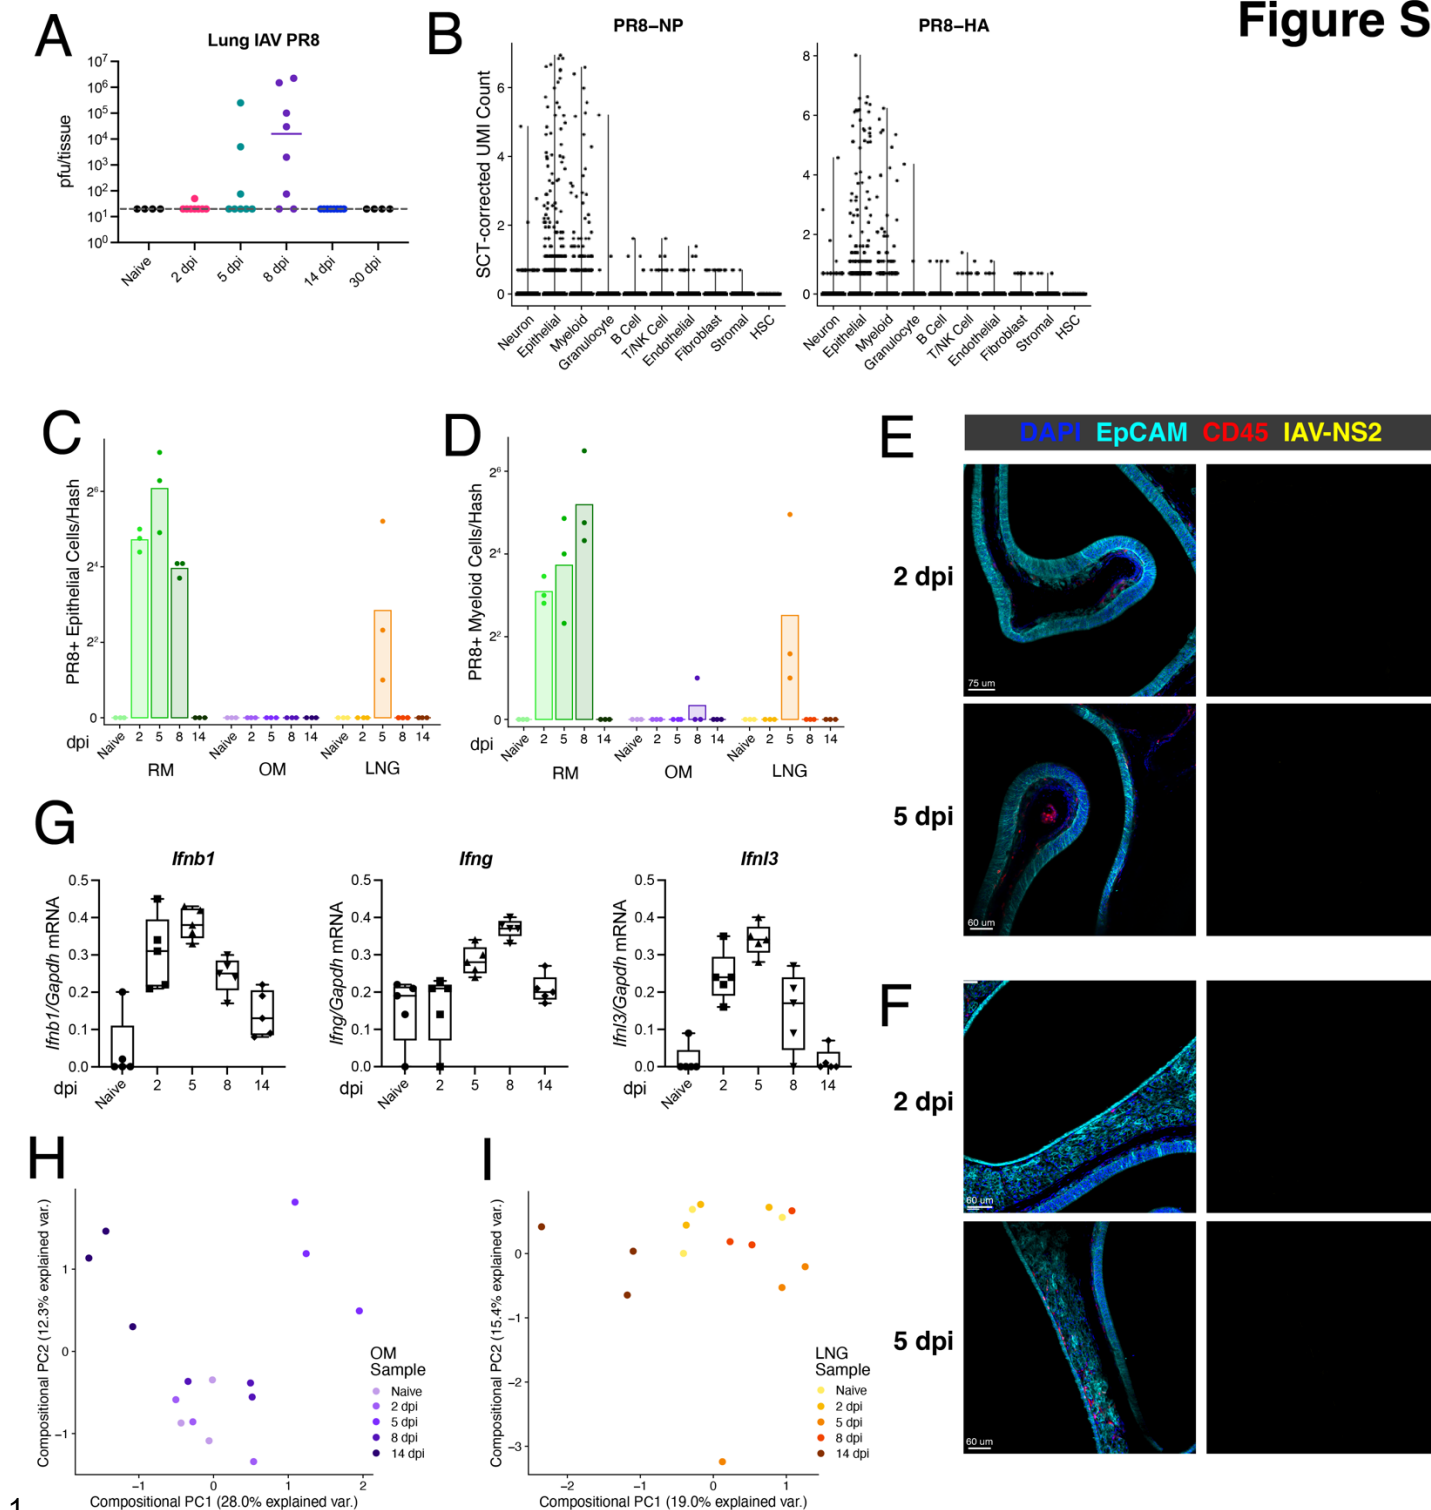 Figure S
A
Lung IAV PR8
pfu/tissue
10⁷
10⁶
10⁵
10⁴
10³
10²
10¹
10⁰
Naive
2 dpi
5 dpi
8 dpi
14 dpi
30 dpi
B
PR8–NP
SCT-corrected UMI Count
6
4
2
0
Neuron
Epithelial
Myeloid
Granulocyte
B Cell
T/NK Cell
Endothelial
Fibroblast
Stromal
HSC
PR8–HA
8
6
4
2
0
Neuron
Epithelial
Myeloid
Granulocyte
B Cell
T/NK Cell
Endothelial
Fibroblast
Stromal
HSC
C
PR8+ Epithelial Cells/Hash
2⁶
2⁴
2²
0
dpi
Naive 2 5 8 14 Naive 2 5 8 14 Naive 2 5 8 14
RM OM LNG
D
PR8+ Myeloid Cells/Hash
2⁶
2⁴
2²
0
dpi
Naive 2 5 8 14 Naive 2 5 8 14 Naive 2 5 8 14
RM OM LNG
E
DAPI EpCAM CD45 IAV-NS2
2 dpi
75 um
5 dpi
60 um
F
2 dpi
60 um
5 dpi
60 um
G
Ifnb1
Ifnb1/Gapdh mRNA
0.5
0.4
0.3
0.2
0.1
0.0
dpi
Naive 2 5 8 14
Ifng
Ifng/Gapdh mRNA
0.5
0.4
0.3
0.2
0.1
0.0
dpi
Naive 2 5 8 14
Ifnl3
Ifnl3/Gapdh mRNA
0.5
0.4
0.3
0.2
0.1
0.0
dpi
Naive 2 5 8 14
H
Compositional PC2 (12.3% explained var.)
1
0
−1
−1 0 1 2
Compositional PC1 (28.0% explained var.)
OM
Sample
Naive
2 dpi
5 dpi
8 dpi
14 dpi
I
Compositional PC2 (15.4% explained var.)
0
−1
−2
−3
−2 −1 0 1
Compositional PC1 (19.0% explained var.)
LNG
Sample
Naive
2 dpi
5 dpi
8 dpi
14 dpi
1